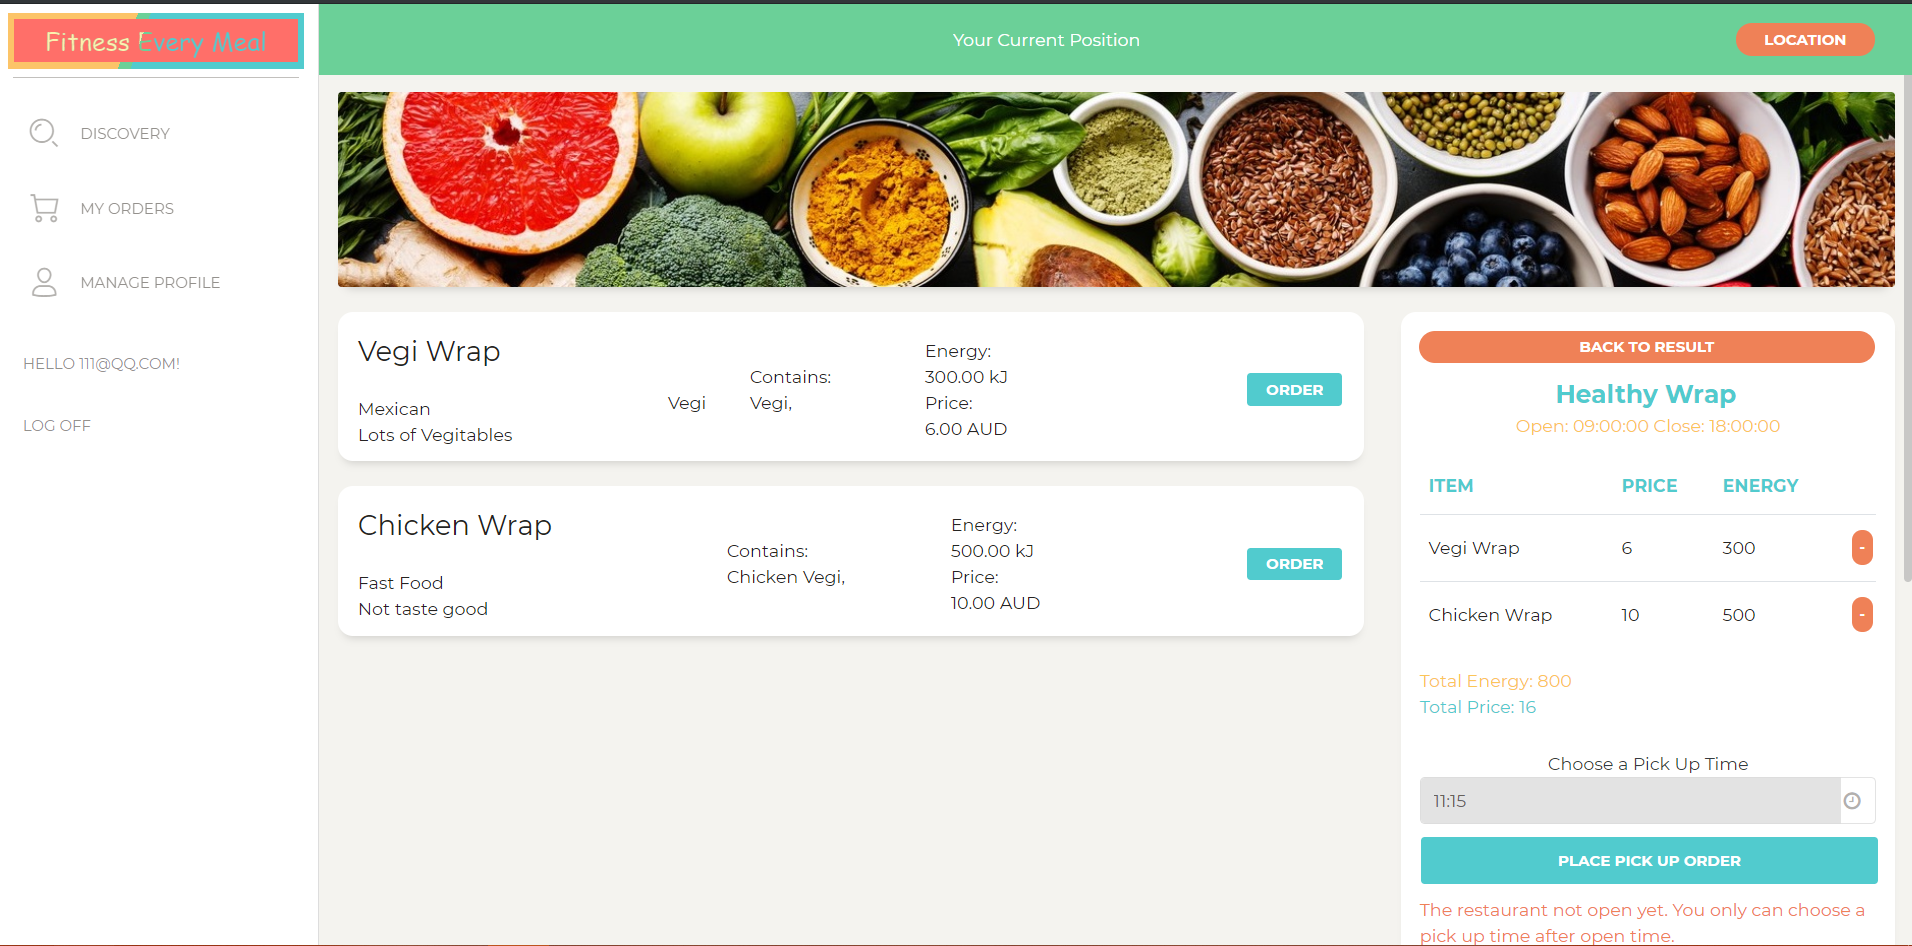 Fitness Every Meal
Your Current Position
LOCATION
DISCOVERY
MY ORDERS
MANAGE PROFILE
HELLO 111@QQ.COM!
LOG OFF
Vegi Wrap
Mexican
Lots of Vegitables
Vegi
Contains:
Vegi,
Energy:
300.00 kJ
Price:
6.00 AUD
ORDER
Chicken Wrap
Fast Food
Not taste good
Contains:
Chicken Vegi,
Energy:
500.00 kJ
Price:
10.00 AUD
ORDER
BACK TO RESULT
Healthy Wrap
Open: 09:00:00 Close: 18:00:00
ITEM PRICE ENERGY
Vegi Wrap 6 300 -
Chicken Wrap 10 500 -
Total Energy: 800
Total Price: 16
Choose a Pick Up Time
11:15
PLACE PICK UP ORDER
The restaurant not open yet. You only can choose a
pick up time after open time.